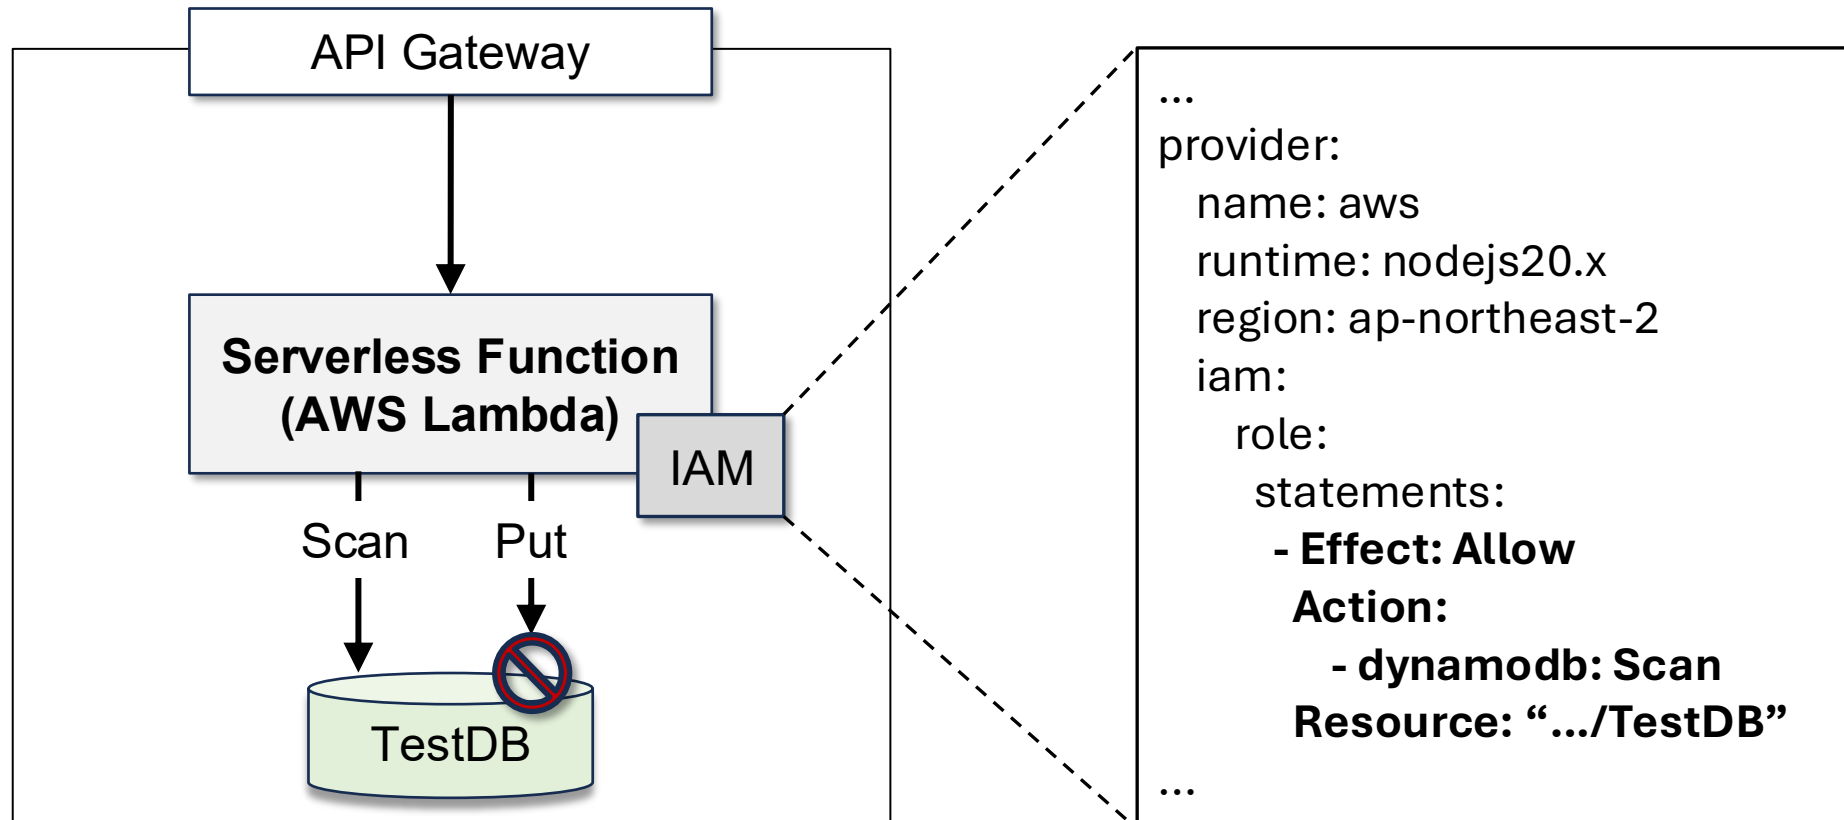 API Gateway
Serverless Function
(AWS Lambda)
IAM
Scan
Put
TestDB
...
provider:
name: aws
runtime: nodejs20.x
region: ap-northeast-2
iam:
role:
statements:
- Effect: Allow
Action:
- dynamodb: Scan
Resource: “.../TestDB”
...